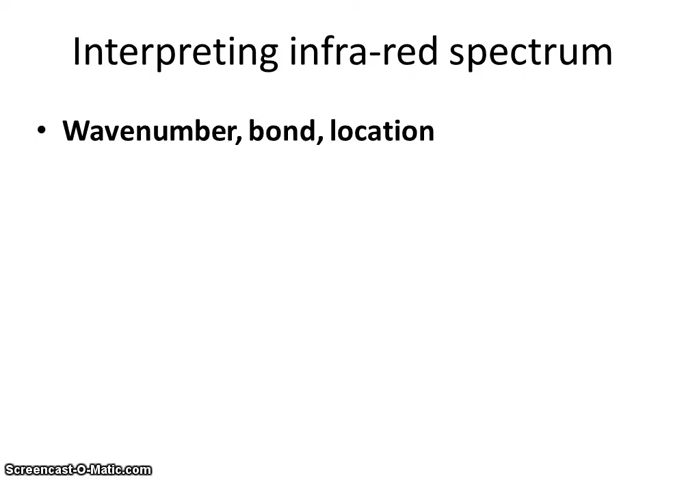 Interpreting infra-red spectrum
• Wavenumber, bond, location
Screencast-O-Matic.com